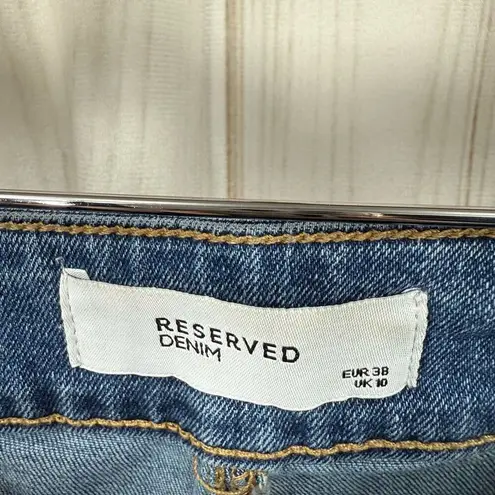 RESERVED
DENIM
EUR 38
UK 10